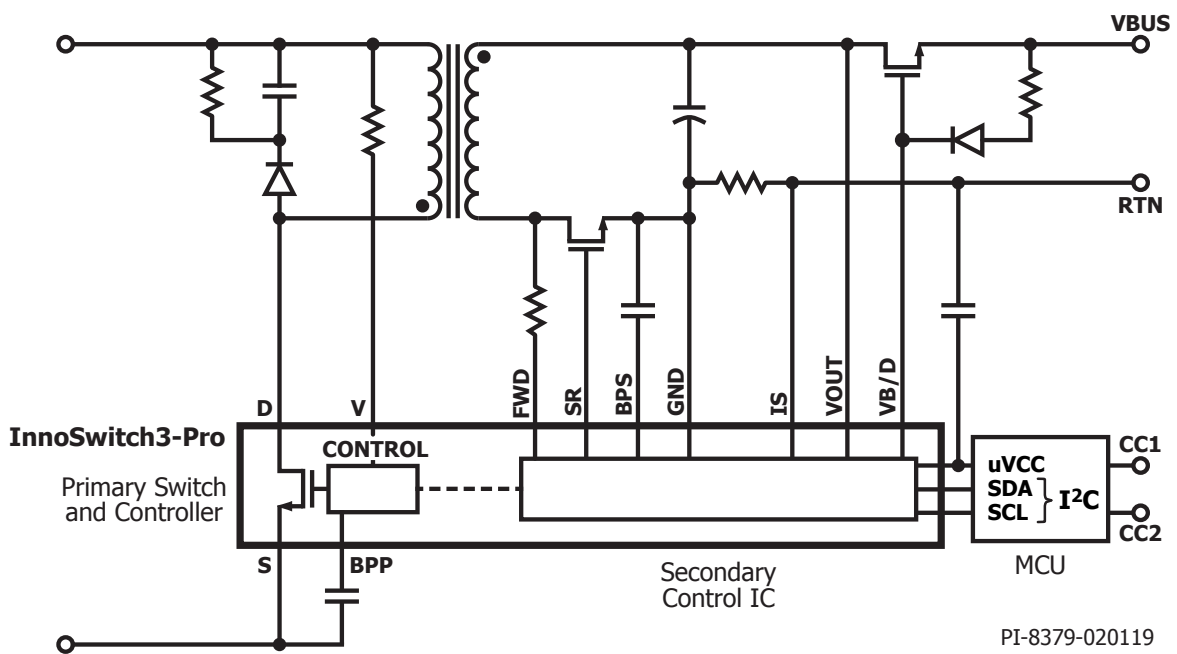 VBUS
RTN
FWD
SR
BPS
GND
IS
VOUT
VB/D
D
V
InnoSwitch3-Pro
CONTROL
Primary Switch
and Controller
uVCC
SDA
SCL
I²C
CC1
CC2
S
BPP
Secondary
Control IC
MCU
PI-8379-020119